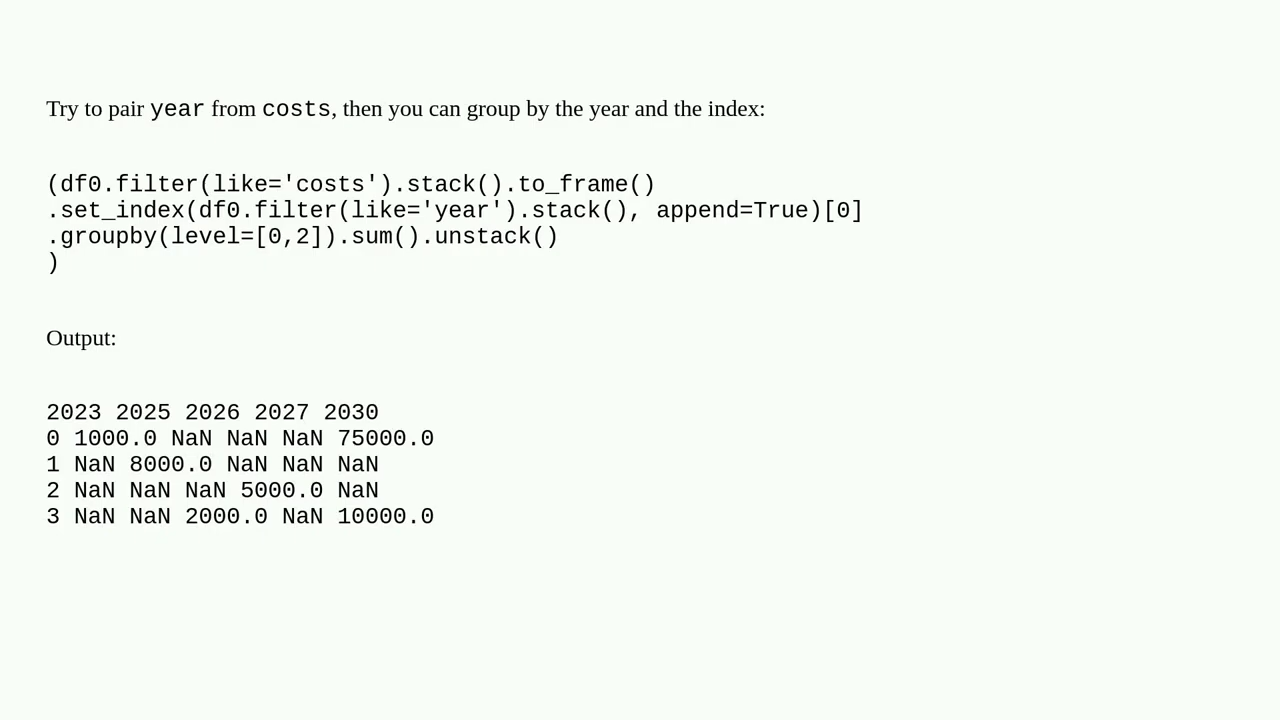 Try to pair year from costs, then you can group by the year and the index:
(df0.filter(like='costs').stack().to_frame()
.set_index(df0.filter(like='year').stack(), append=True)[0]
.groupby(level=[0,2]).sum().unstack()
)
Output:
2023 2025 2026 2027 2030
0 1000.0 NaN NaN NaN 75000.0
1 NaN 8000.0 NaN NaN NaN
2 NaN NaN NaN 5000.0 NaN
3 NaN NaN 2000.0 NaN 10000.0